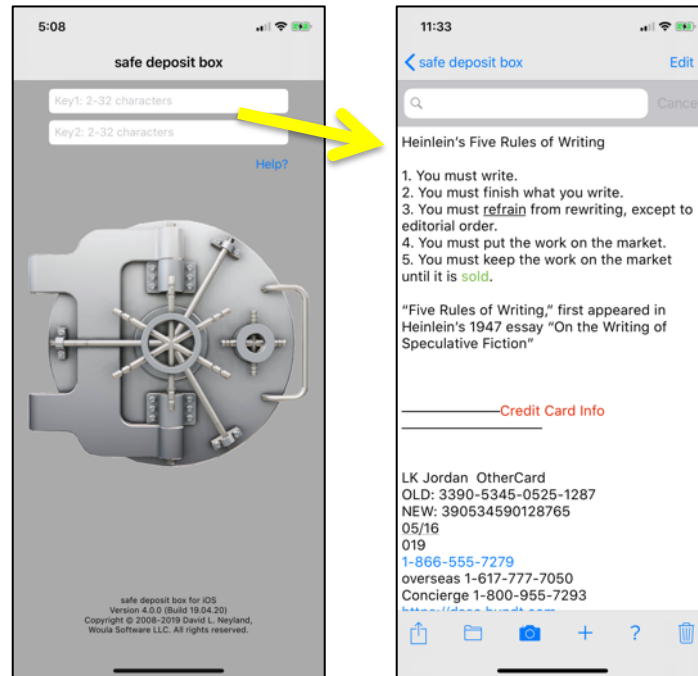 5:08
safe deposit box
Key1: 2-32 characters
Key2: 2-32 characters
Help?
safe deposit box for iOS
Version 4.0.0 (Build 19.04.20)
Copyright © 2008-2019 David L. Neyland,
Woula Software LLC. All rights reserved.
11:33
safe deposit box
Edit
Cancel
Heinlein's Five Rules of Writing
1. You must write.
2. You must finish what you write.
3. You must refrain from rewriting, except to
editorial order.
4. You must put the work on the market.
5. You must keep the work on the market
until it is sold.
"Five Rules of Writing," first appeared in
Heinlein's 1947 essay "On the Writing of
Speculative Fiction"
Credit Card Info
LK Jordan OtherCard
OLD: 3390-5345-0525-1287
NEW: 390534590128765
05/16
019
1-866-555-7279
overseas 1-617-777-7050
Concierge 1-800-955-7293